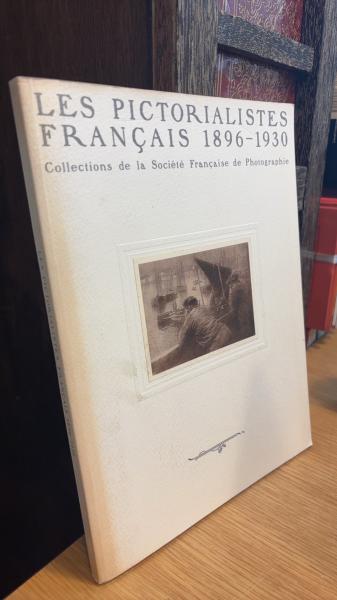 LES PICTORIALISTES
FRANÇAIS 1896-1930
Collections de la Société Française de Photographie